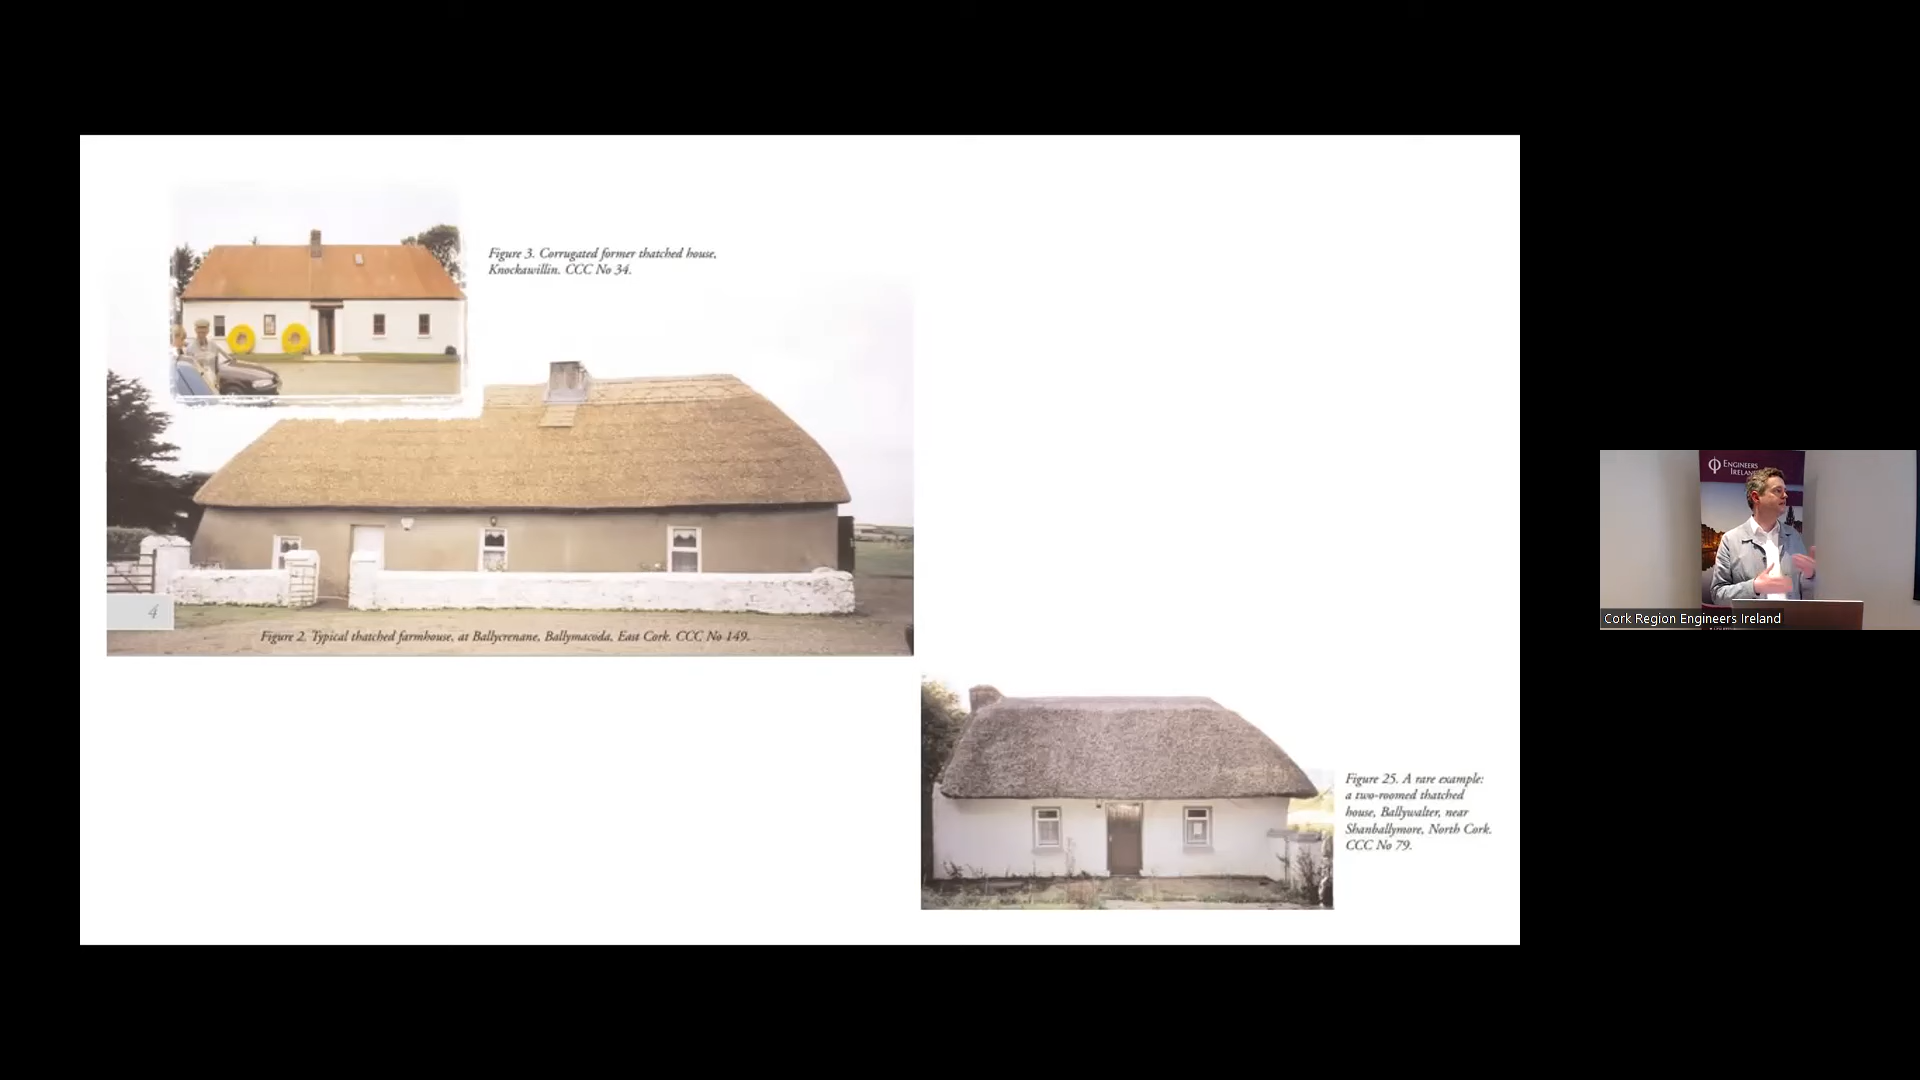 Figure 3. Corrugated former thatched house,
Knockawillin. CCC No 34.
4
Figure 2. Typical thatched farmhouse, at Ballycrenane, Ballymacoda, East Cork. CCC No 149.
Figure 25. A rare example:
a two-roomed thatched
house, Ballywalter, near
Shanballymore, North Cork.
CCC No 79.
ENGINEERS
IRELAND
Cork Region Engineers Ireland